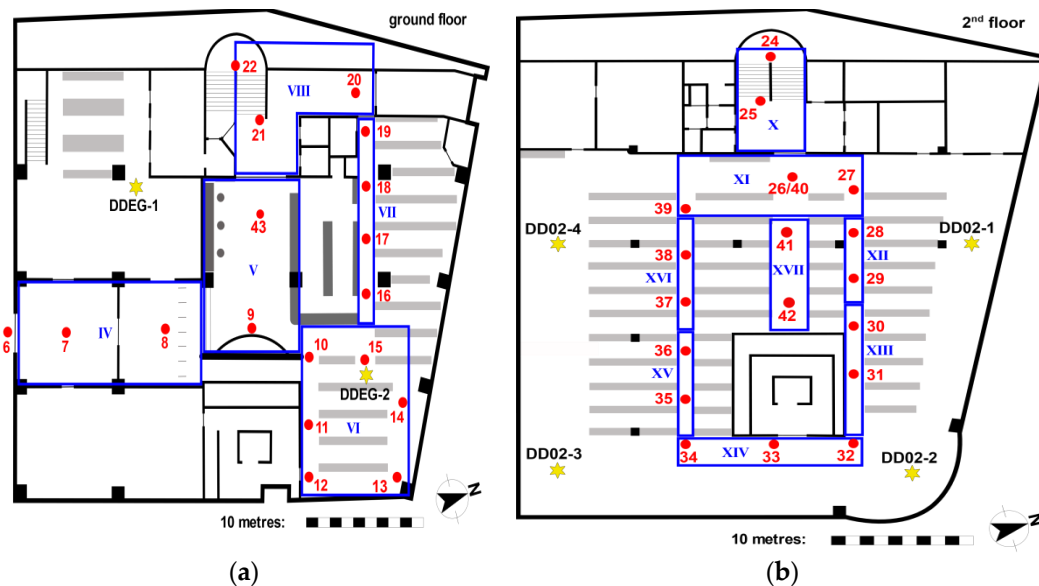 ground floor
22
20
VIII
21
19
18
DDEG-1
VII
43
17
V
16
IV
9
6
7
8
10
15
DDEG-2
14
11
VI
12
13
N
10 metres:
(a)
2nd floor
24
25
X
XI
26/40
27
39
DD02-4
41
28
DD02-1
38
XII
XVI
XVII
29
37
42
30
36
XIII
XV
31
35
34
33
32
XIV
DD02-3
DD02-2
N
10 metres:
(b)